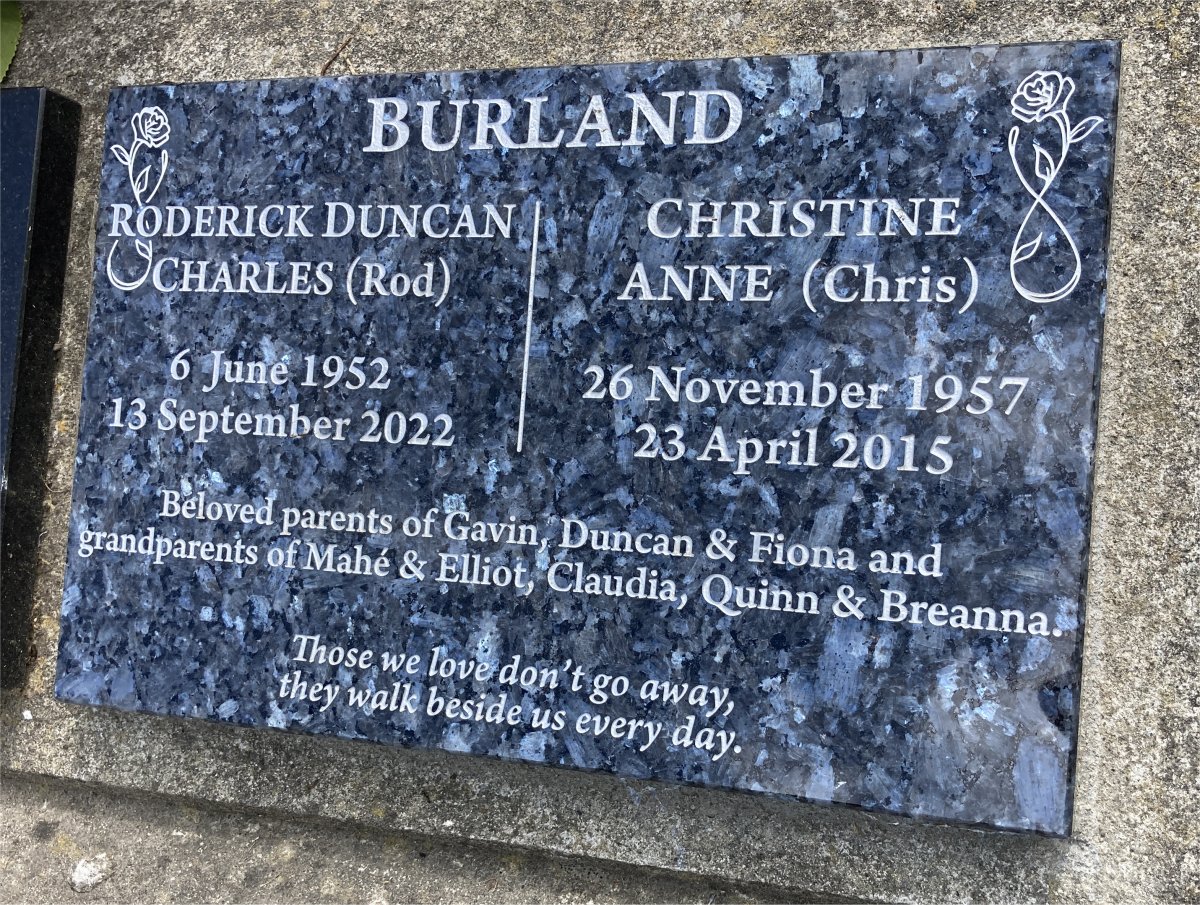 BURLAND
RODERICK DUNCAN
CHARLES (Rod)
6 June 1952
13 September 2022
CHRISTINE
ANNE (Chris)
26 November 1957
23 April 2015
Beloved parents of Gavin, Duncan & Fiona and
grandparents of Mahé & Elliot, Claudia, Quinn & Breanna.
Those we love don't go away,
they walk beside us every day.